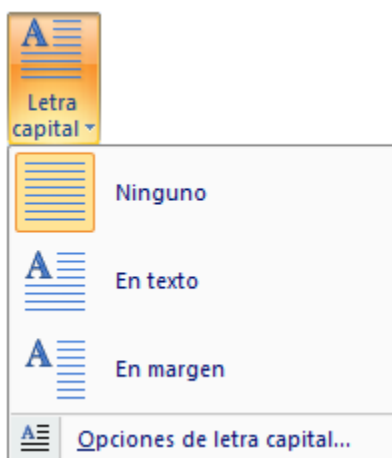 Letra
capital
Ninguno
En texto
En margen
Opciones de letra capital...